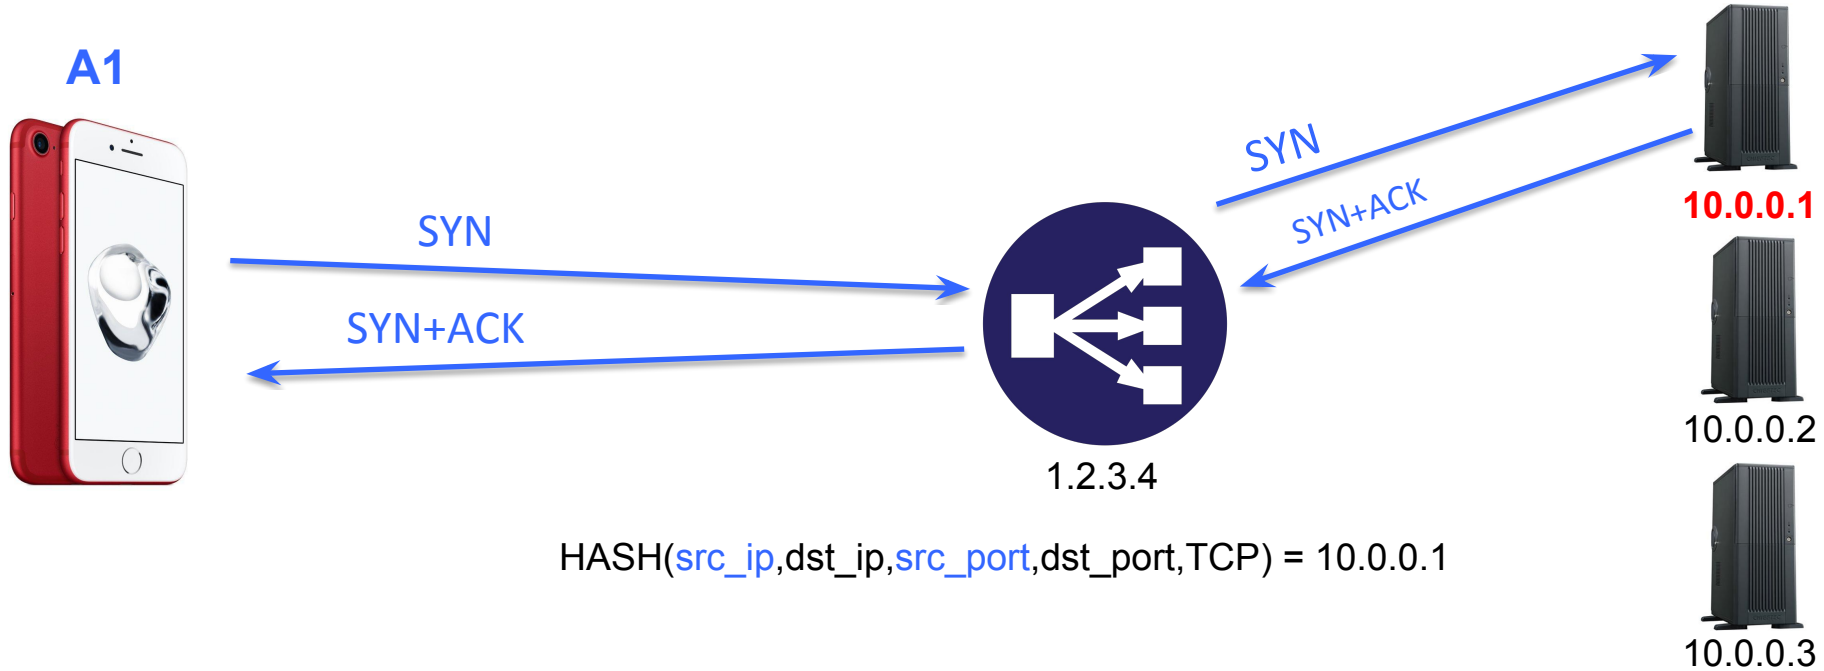 A1
SYN
SYN+ACK
SYN
SYN+ACK
10.0.0.1
10.0.0.2
10.0.0.3
1.2.3.4
HASH(src_ip,dst_ip,src_port,dst_port,TCP) = 10.0.0.1